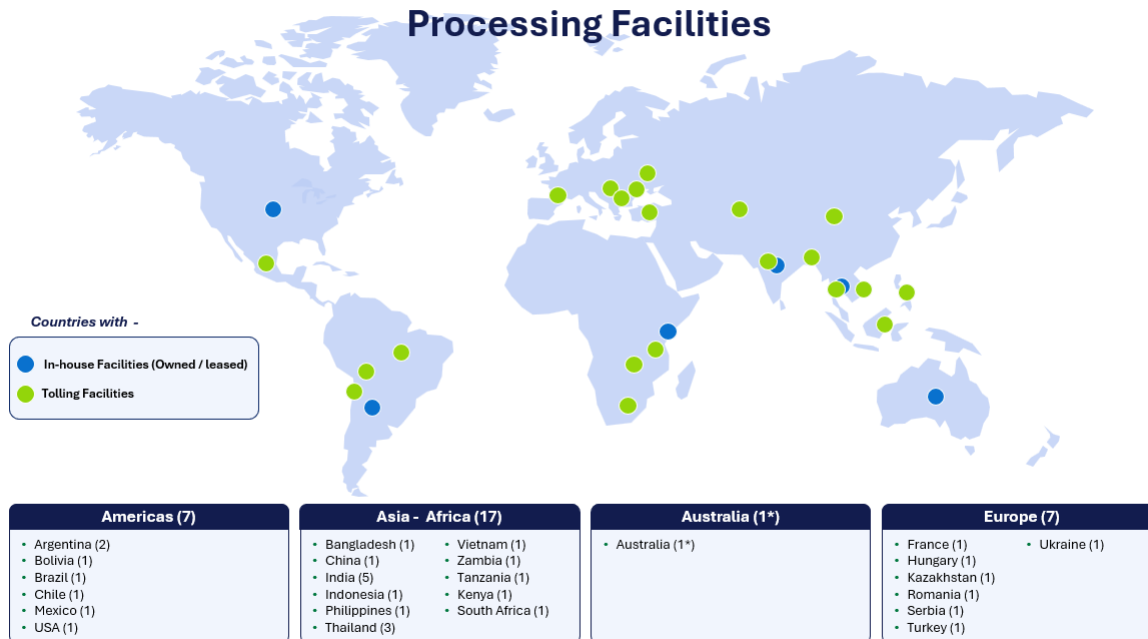 Processing Facilities
Countries with -
In-house Facilities (Owned / leased)
Tolling Facilities
Americas (7)
• Argentina (2)
• Bolivia (1)
• Brazil (1)
• Chile (1)
• Mexico (1)
• USA (1)
Asia - Africa (17)
• Bangladesh (1)
• China (1)
• India (5)
• Indonesia (1)
• Philippines (1)
• Thailand (3)
• Vietnam (1)
• Zambia (1)
• Tanzania (1)
• Kenya (1)
• South Africa (1)
Australia (1*)
• Australia (1*)
Europe (7)
• France (1)
• Hungary (1)
• Kazakhstan (1)
• Romania (1)
• Serbia (1)
• Turkey (1)
• Ukraine (1)